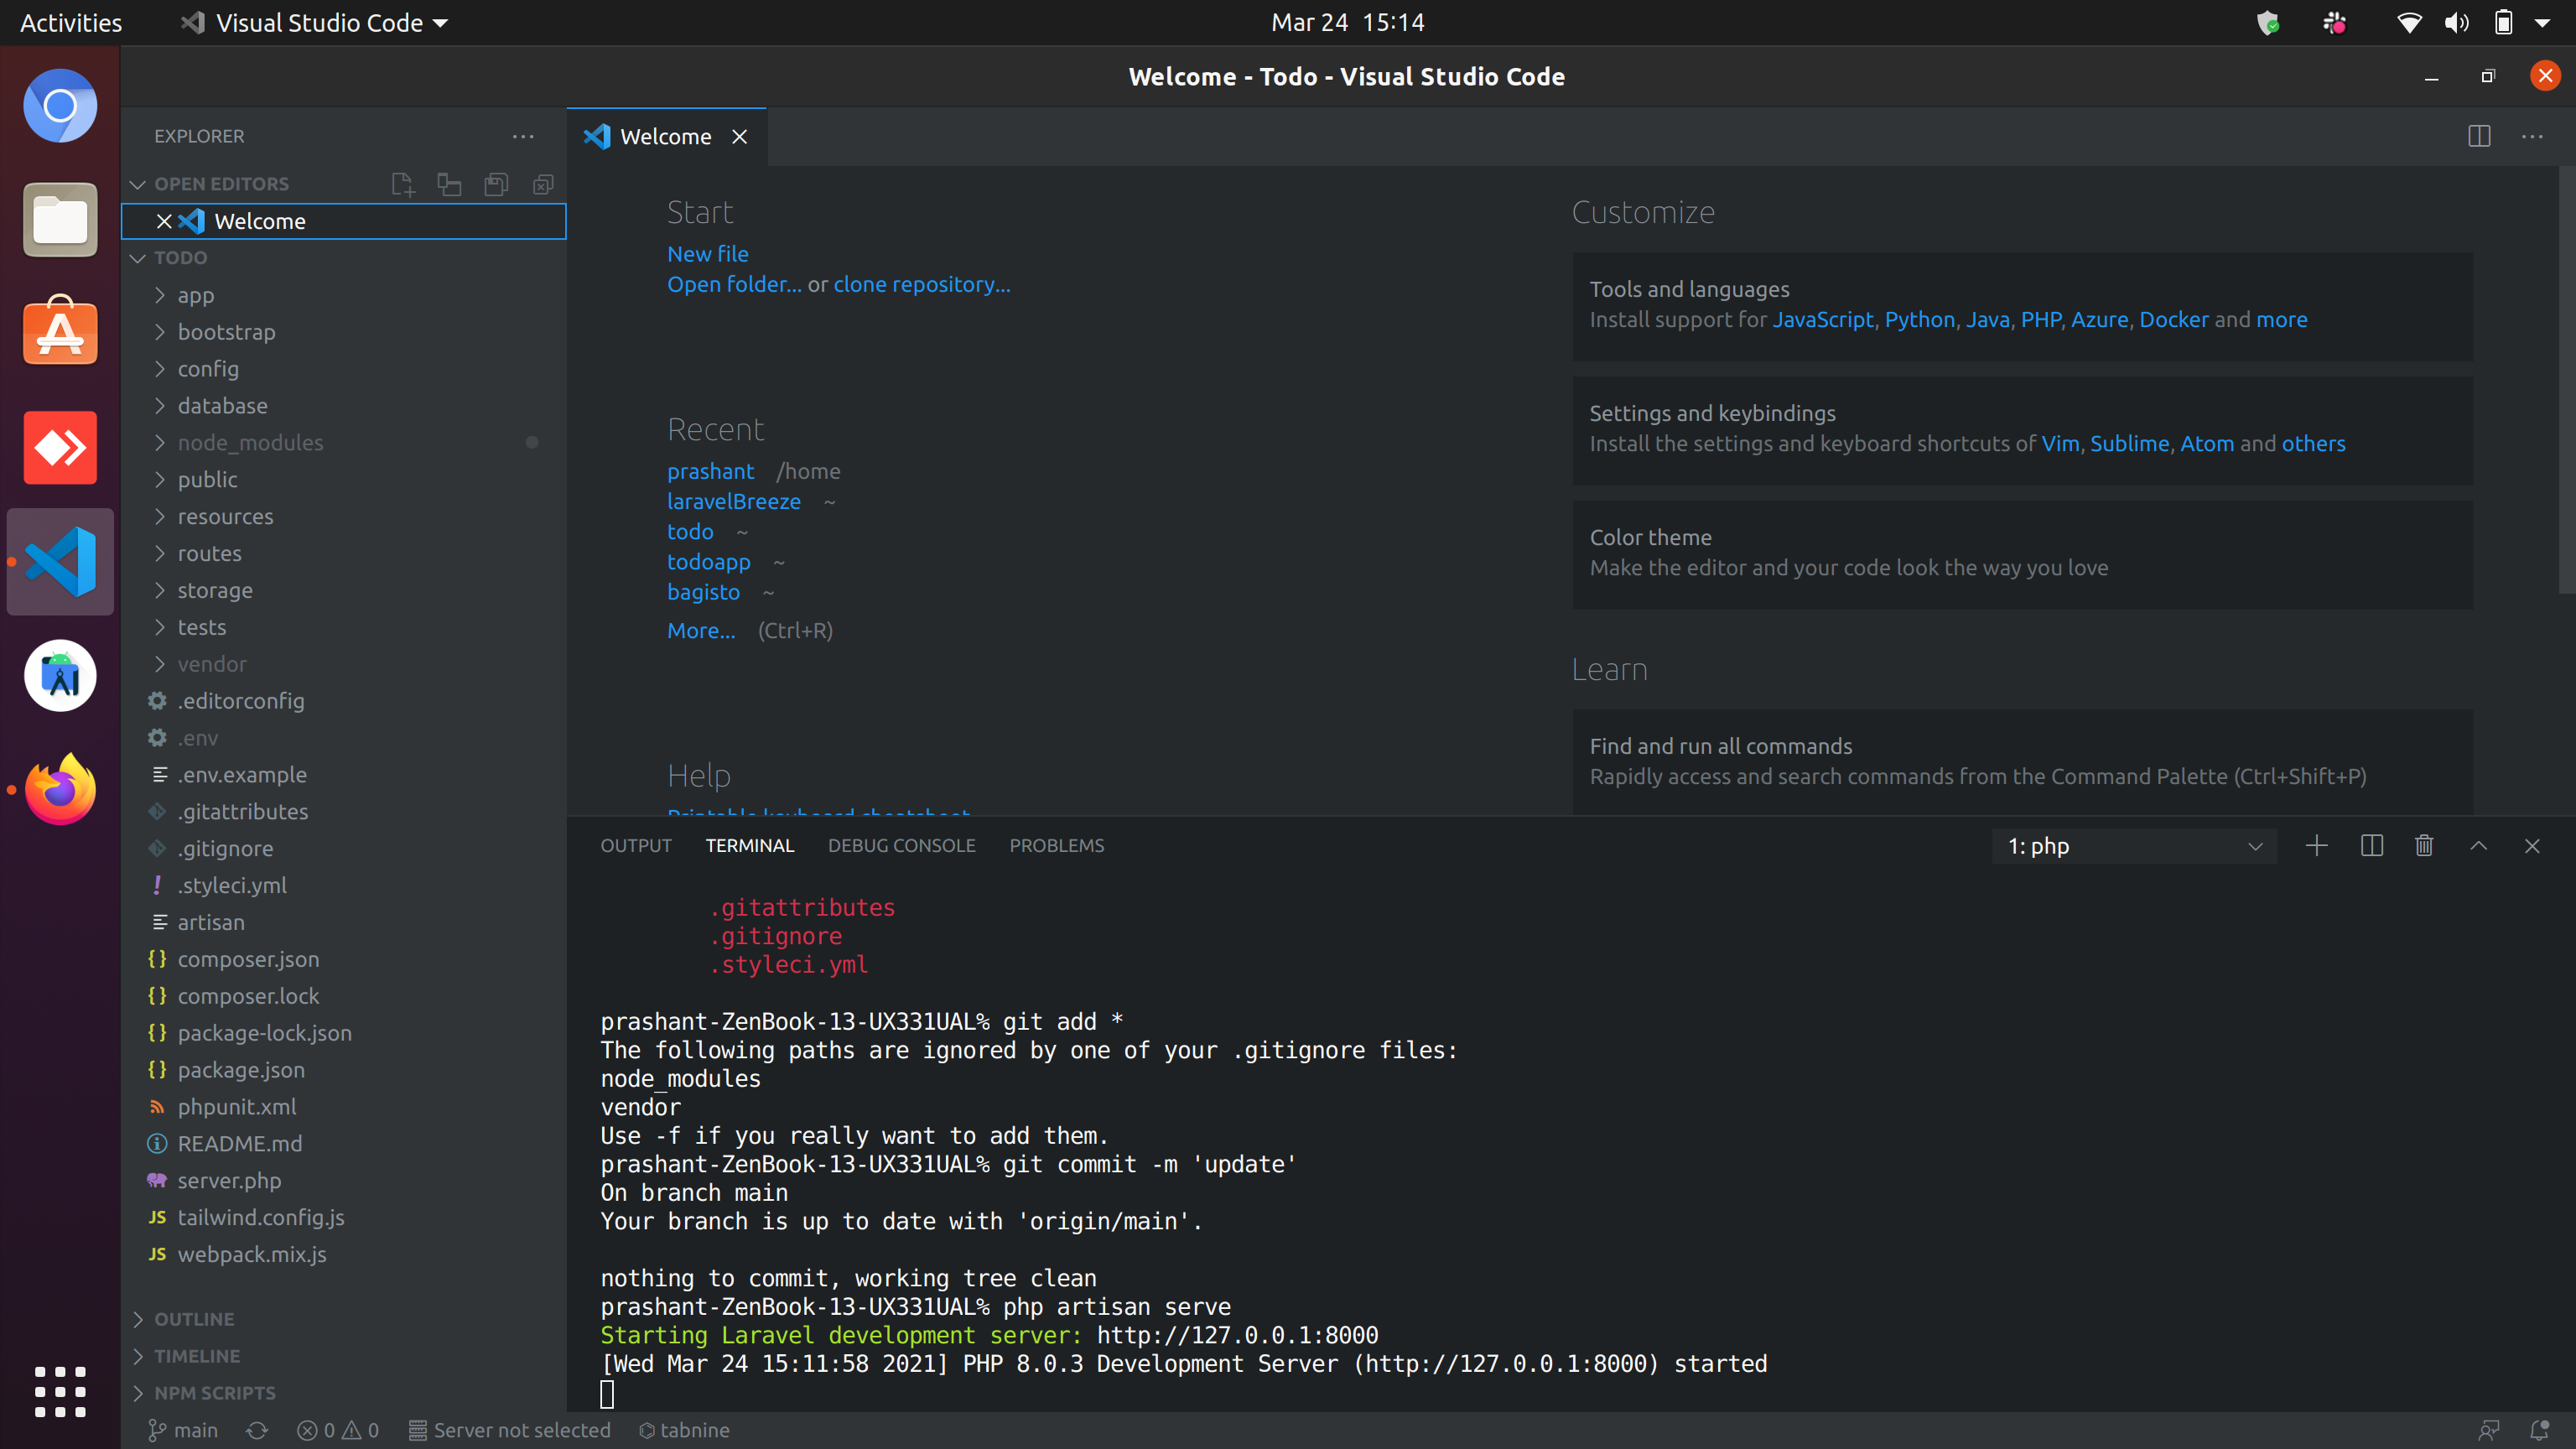 Activities
Visual Studio Code
Mar 24 15:14
Welcome - Todo - Visual Studio Code
EXPLORER
OPEN EDITORS
Welcome
TODO
app
bootstrap
config
database
node_modules
public
resources
routes
storage
tests
vendor
.editorconfig
.env
.env.example
.gitattributes
.gitignore
.styleci.yml
artisan
composer.json
composer.lock
package-lock.json
package.json
phpunit.xml
README.md
server.php
tailwind.config.js
webpack.mix.js
OUTLINE
TIMELINE
NPM SCRIPTS
Welcome
Start
New file
Open folder... or clone repository...
Recent
prashant /home
laravelBreeze ~
todo ~
todoapp ~
bagisto ~
More... (Ctrl+R)
Help
Printable keyboard cheatsheet
Customize
Tools and languages
Install support for JavaScript, Python, Java, PHP, Azure, Docker and more
Settings and keybindings
Install the settings and keyboard shortcuts of Vim, Sublime, Atom and others
Color theme
Make the editor and your code look the way you love
Learn
Find and run all commands
Rapidly access and search commands from the Command Palette (Ctrl+Shift+P)
OUTPUT TERMINAL DEBUG CONSOLE PROBLEMS
1: php
.gitattributes
.gitignore
.styleci.yml
prashant-ZenBook-13-UX331UAL% git add *
The following paths are ignored by one of your .gitignore files:
node_modules
vendor
Use -f if you really want to add them.
prashant-ZenBook-13-UX331UAL% git commit -m 'update'
On branch main
Your branch is up to date with 'origin/main'.
nothing to commit, working tree clean
prashant-ZenBook-13-UX331UAL% php artisan serve
Starting Laravel development server: http://127.0.0.1:8000
[Wed Mar 24 15:11:58 2021] PHP 8.0.3 Development Server (http://127.0.0.1:8000) started
main 0 0 Server not selected tabnine